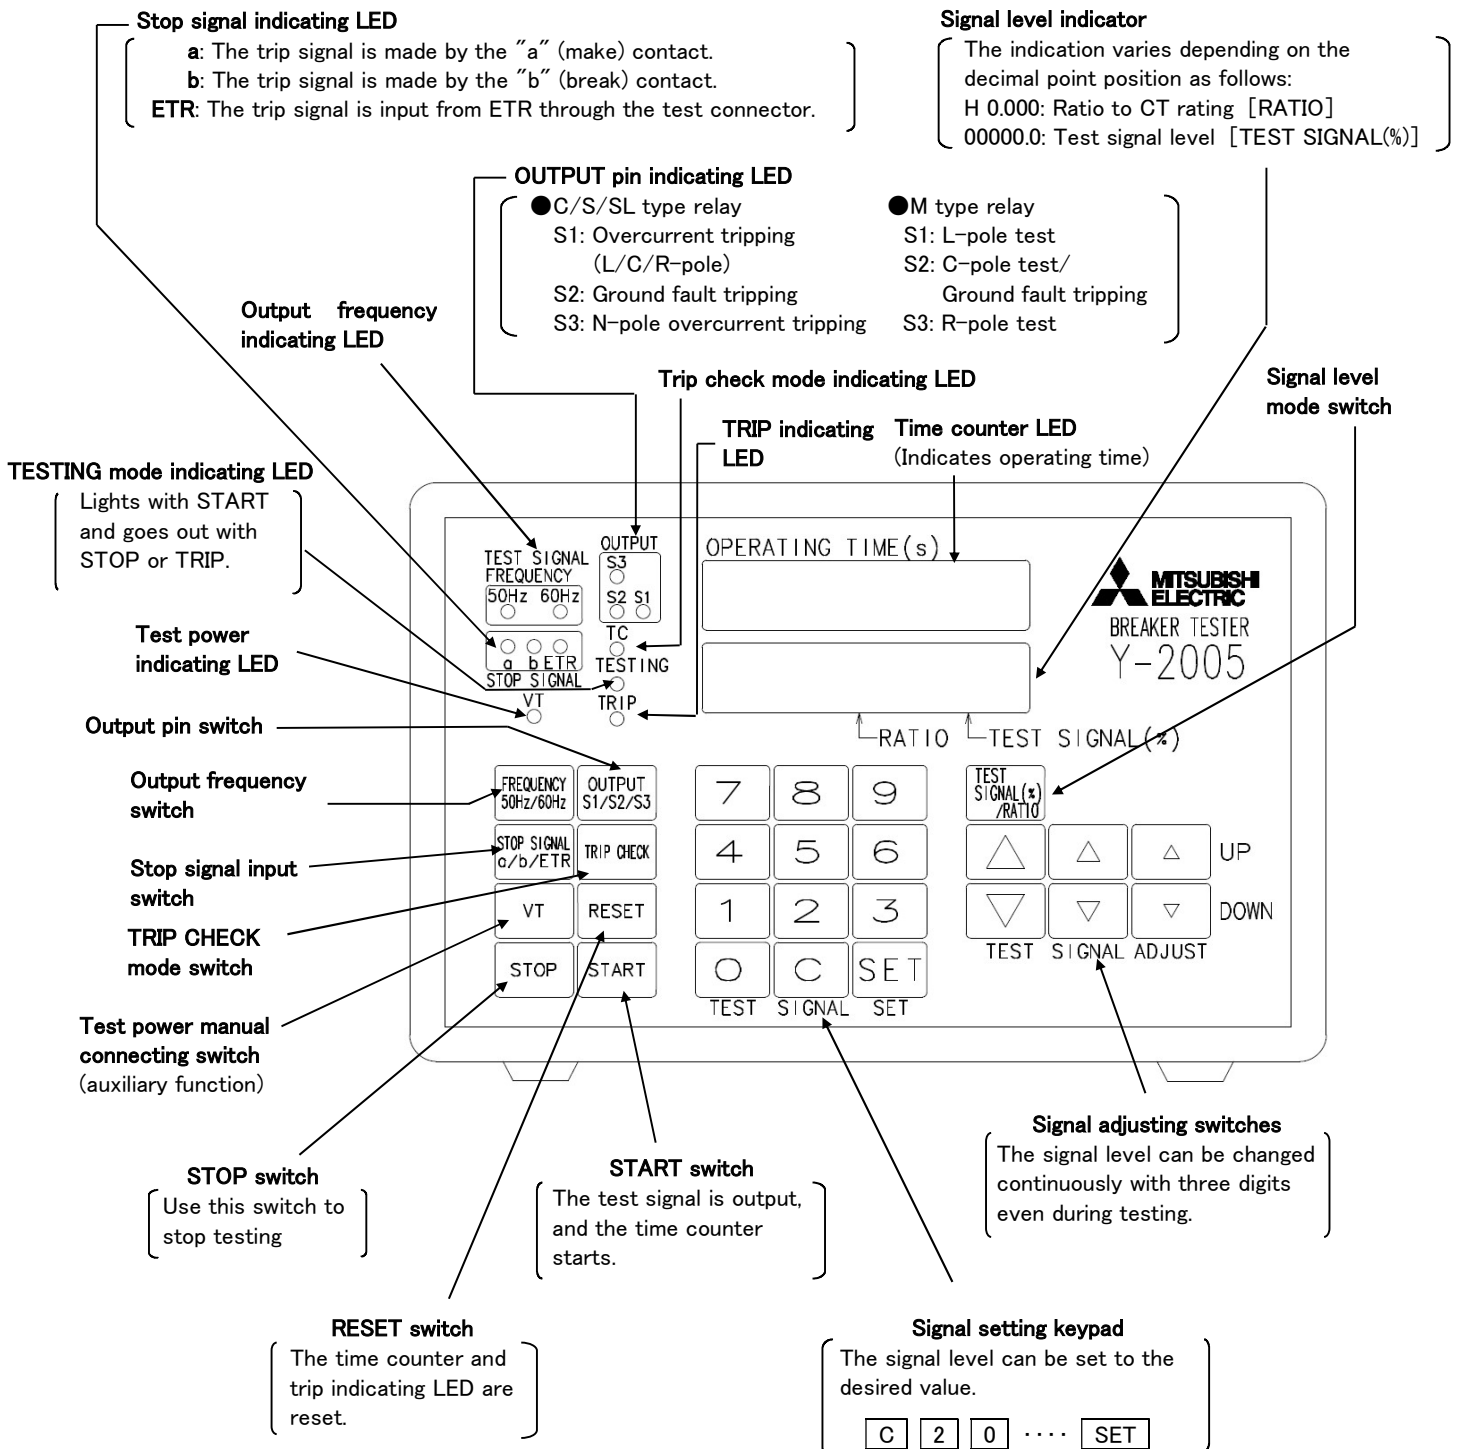 Stop signal indicating LED
a: The trip signal is made by the "a" (make) contact.
b: The trip signal is made by the "b" (break) contact.
ETR: The trip signal is input from ETR through the test connector.
Signal level indicator
The indication varies depending on the
decimal point position as follows:
H 0.000: Ratio to CT rating [RATIO]
00000.0: Test signal level [TEST SIGNAL(%)]
OUTPUT pin indicating LED
●C/S/SL type relay
S1: Overcurrent tripping
(L/C/R-pole)
S2: Ground fault tripping
S3: N-pole overcurrent tripping
●M type relay
S1: L-pole test
S2: C-pole test/
Ground fault tripping
S3: R-pole test
Output frequency
indicating LED
Trip check mode indicating LED
Signal level
mode switch
TRIP indicating
LED
Time counter LED
(Indicates operating time)
TESTING mode indicating LED
Lights with START
and goes out with
STOP or TRIP.
Test power
indicating LED
Output pin switch
Output frequency
switch
Stop signal input
switch
TRIP CHECK
mode switch
Test power manual
connecting switch
(auxiliary function)
TEST SIGNAL
FREQUENCY
50Hz 60Hz
OUTPUT
S3
S2 S1
a b ETR
STOP SIGNAL
TC
TESTING
VT
TRIP
OPERATING TIME(s)
RATIO
TEST SIGNAL(%)
MITSUBISHI
ELECTRIC
BREAKER TESTER
Y-2005
FREQUENCY
50Hz/60Hz
OUTPUT
S1/S2/S3
STOP SIGNAL
a/b/ETR
TRIP CHECK
VT
RESET
STOP
START
7 8 9
4 5 6
1 2 3
0 C SET
TEST SIGNAL SET
TEST
SIGNAL(%)
/RATIO
△ △ △ UP
▽ ▽ ▽ DOWN
TEST SIGNAL ADJUST
STOP switch
Use this switch to
stop testing
START switch
The test signal is output,
and the time counter
starts.
Signal adjusting switches
The signal level can be changed
continuously with three digits
even during testing.
RESET switch
The time counter and
trip indicating LED are
reset.
Signal setting keypad
The signal level can be set to the
desired value.
C 2 0 ···· SET